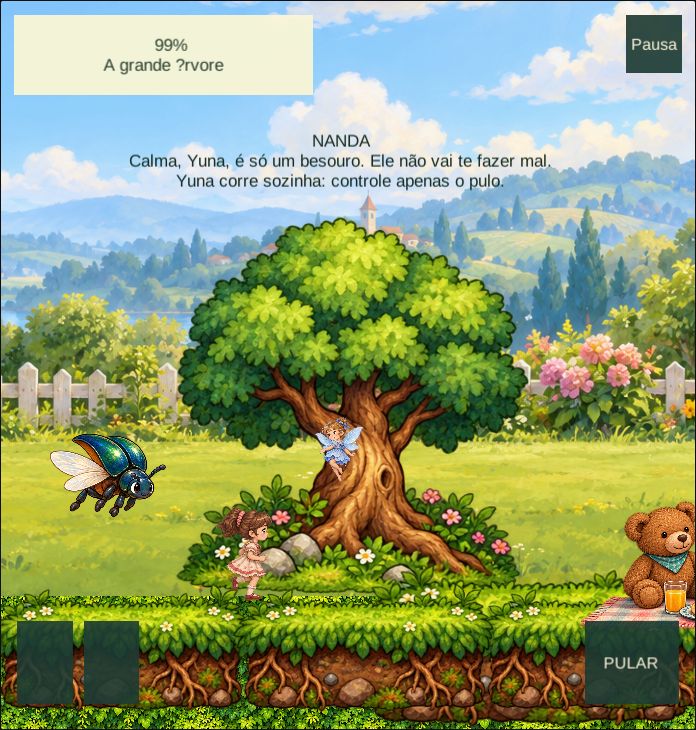 99%
A grande ?rvore
Pausa
NANDA
Calma, Yuna, é só um besouro. Ele não vai te fazer mal.
Yuna corre sozinha: controle apenas o pulo.
PULAR